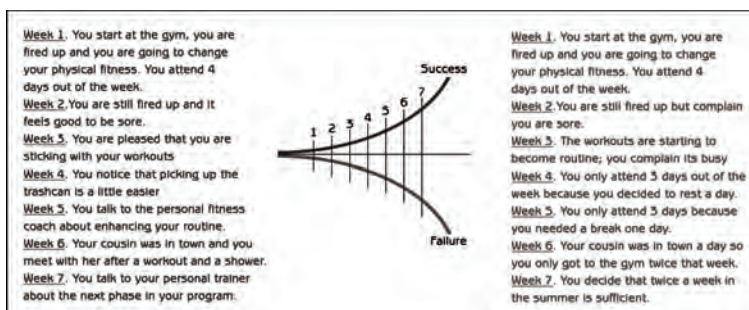 Week 1. You start at the gym, you are
fired up and you are going to change
your physical fitness. You attend 4
days out of the week.
Week 2.You are still fired up and it
feels good to be sore.
Week 3. You are pleased that you are
sticking with your workouts
Week 4. You notice that picking up the
trashcan is a little easier
Week 5. You talk to the personal fitness
coach about enhancing your routine.
Week 6. Your cousin was in town and you
meet with her after a workout and a shower.
Week 7. You talk to your personal trainer
about the next phase in your program.
Success
1 2 3 4 5 6 7
Failure
Week 1. You start at the gym, you are
fired up and you are going to change
your physical fitness. You attend 4
days out of the week.
Week 2.You are still fired up but complain
you are sore.
Week 3. The workouts are starting to
become routine; you complain its busy
Week 4. You only attend 3 days out of the
week because you decided to rest a day.
Week 5. You only attend 3 days because
you needed a break one day.
Week 6. Your cousin was in town a day so
you only got to the gym twice that week.
Week 7. You decide that twice a week in
the summer is sufficient.